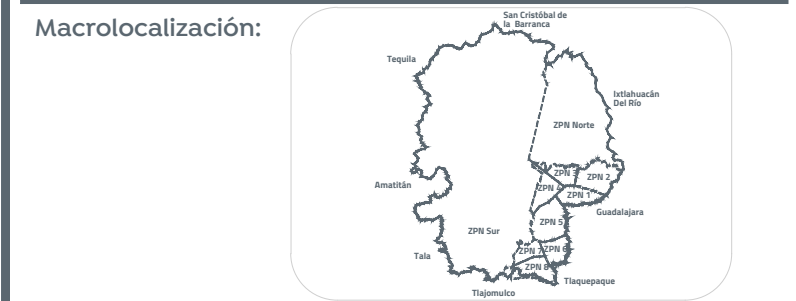 Macrolocalización:
San Cristóbal de
la Barranca
Tequila
Ixtlahuacán
Del Río
ZPN Norte
ZPN 3
ZPN 2
ZPN 4
ZPN 1
Amatitán
Guadalajara
ZPN 5
ZPN Sur
ZPN 7
ZPN 6
Tala
ZPN 8
Tlaquepaque
Tlajomulco